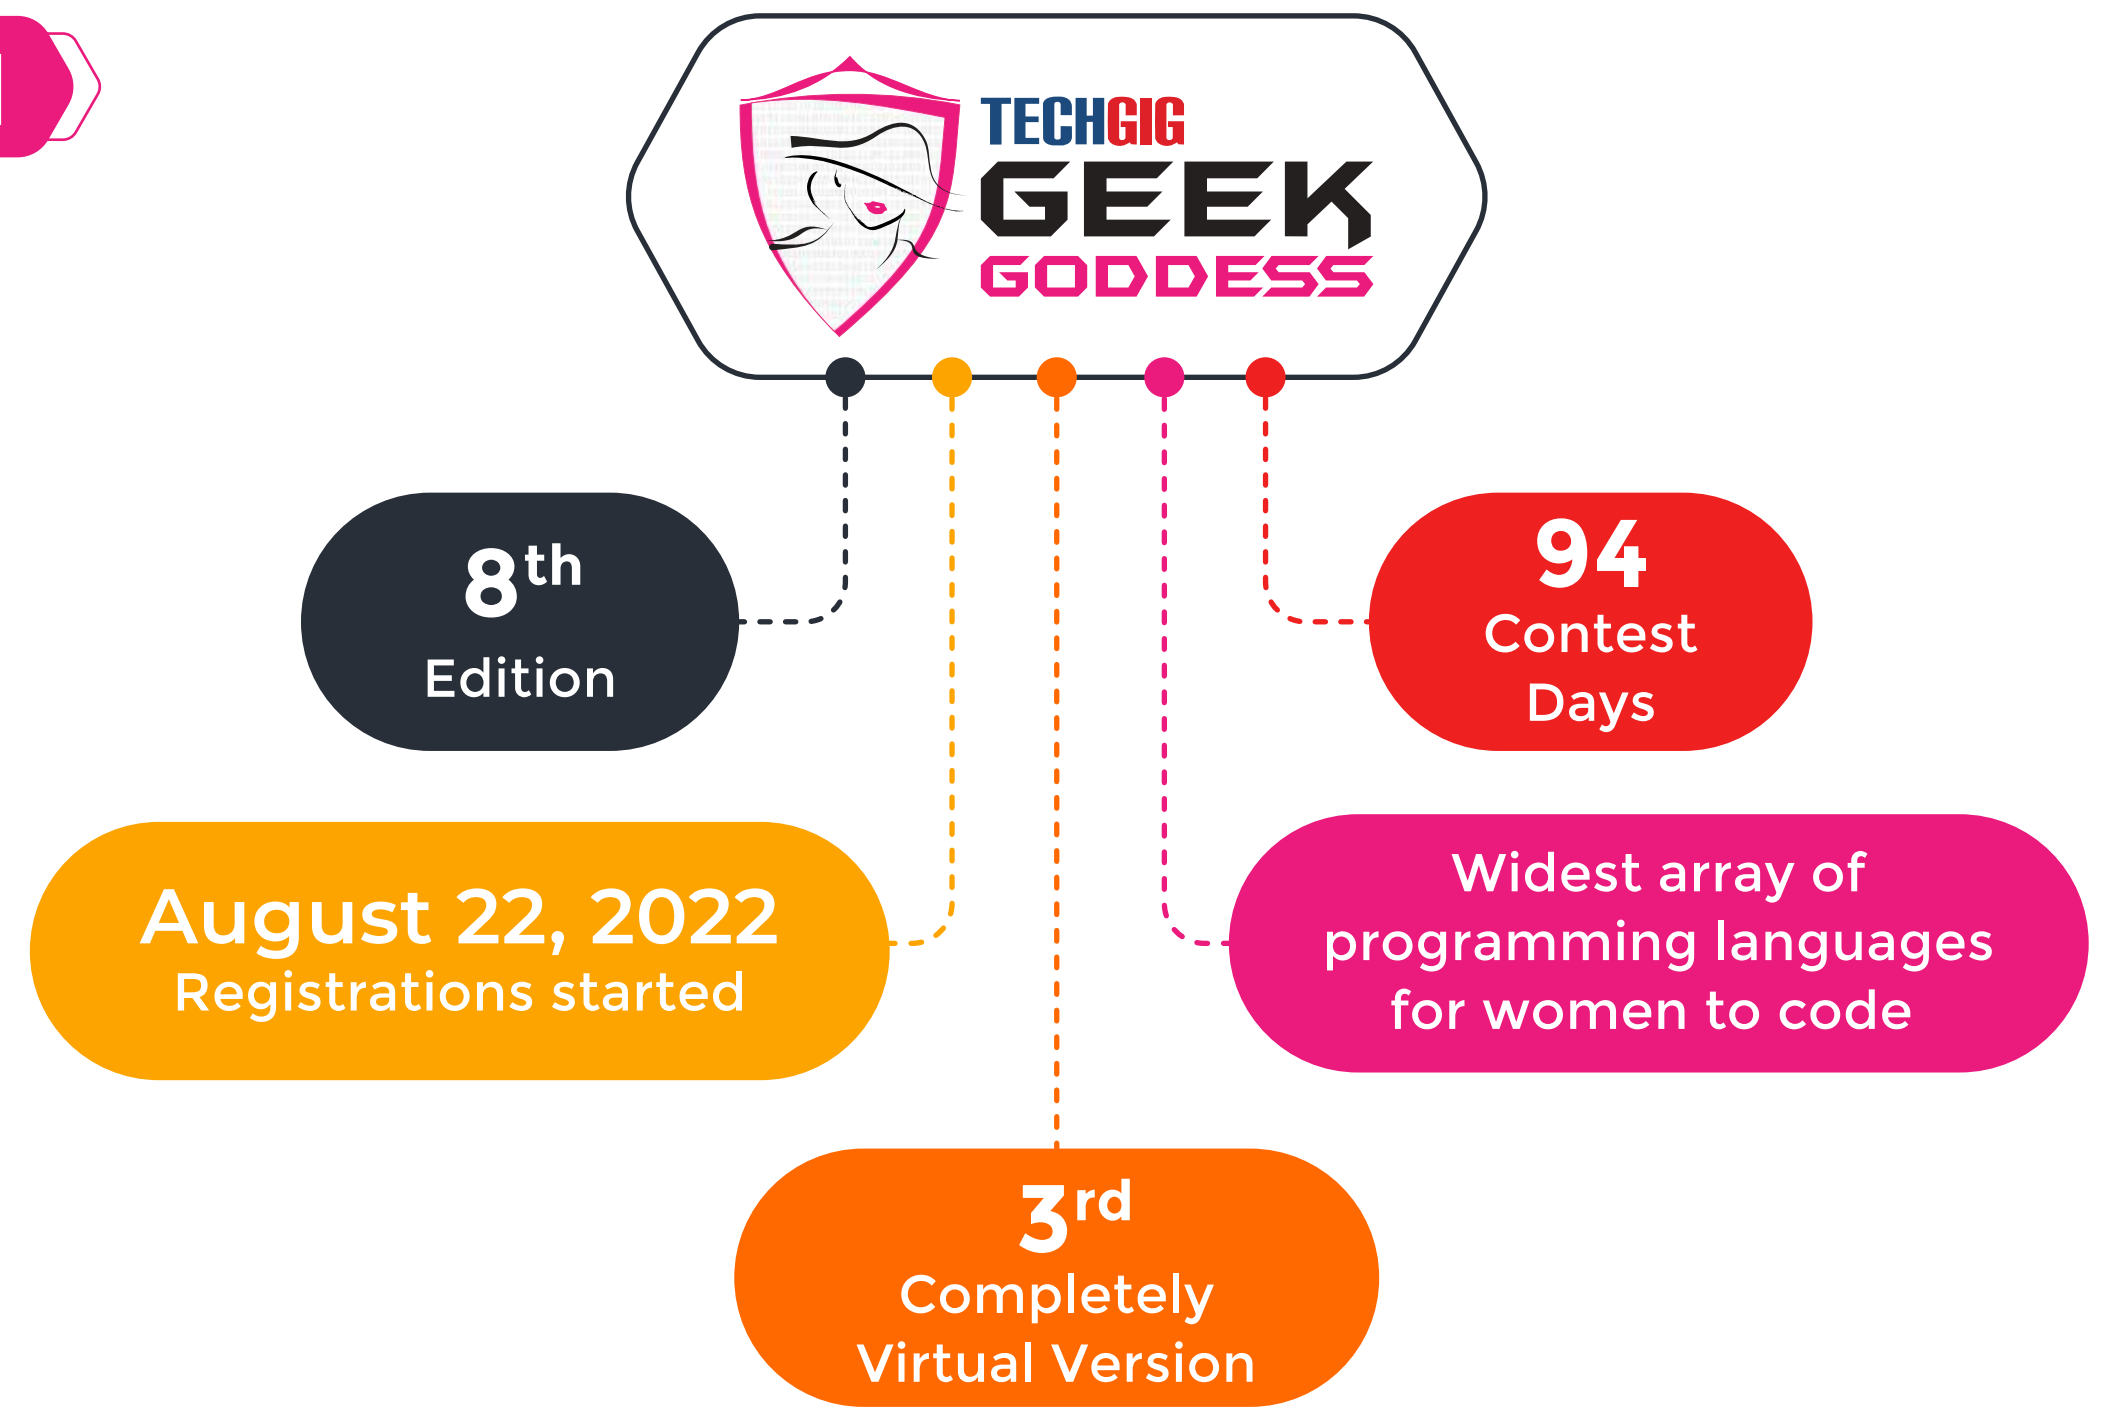 TECHGIG
GEEK
GODDESS
8th
Edition
94
Contest
Days
August 22, 2022
Registrations started
Widest array of
programming languages
for women to code
3rd
Completely
Virtual Version